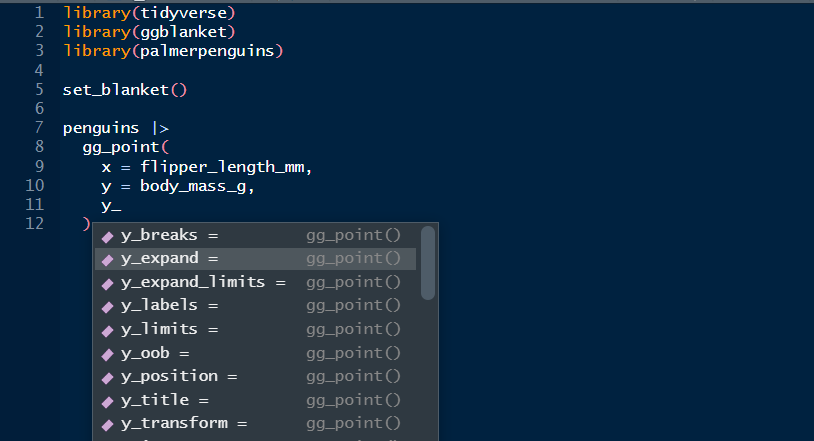 1 library(tidyverse)
2 library(ggblanket)
3 library(palmerpenguins)
4
5 set_blanket()
6
7 penguins |>
8   gg_point(
9     x = flipper_length_mm,
10     y = body_mass_g,
11     y_
12   )
y_breaks = gg_point()
y_expand = gg_point()
y_expand_limits = gg_point()
y_labels = gg_point()
y_limits = gg_point()
y_oob = gg_point()
y_position = gg_point()
y_title = gg_point()
y_transform = gg_point()